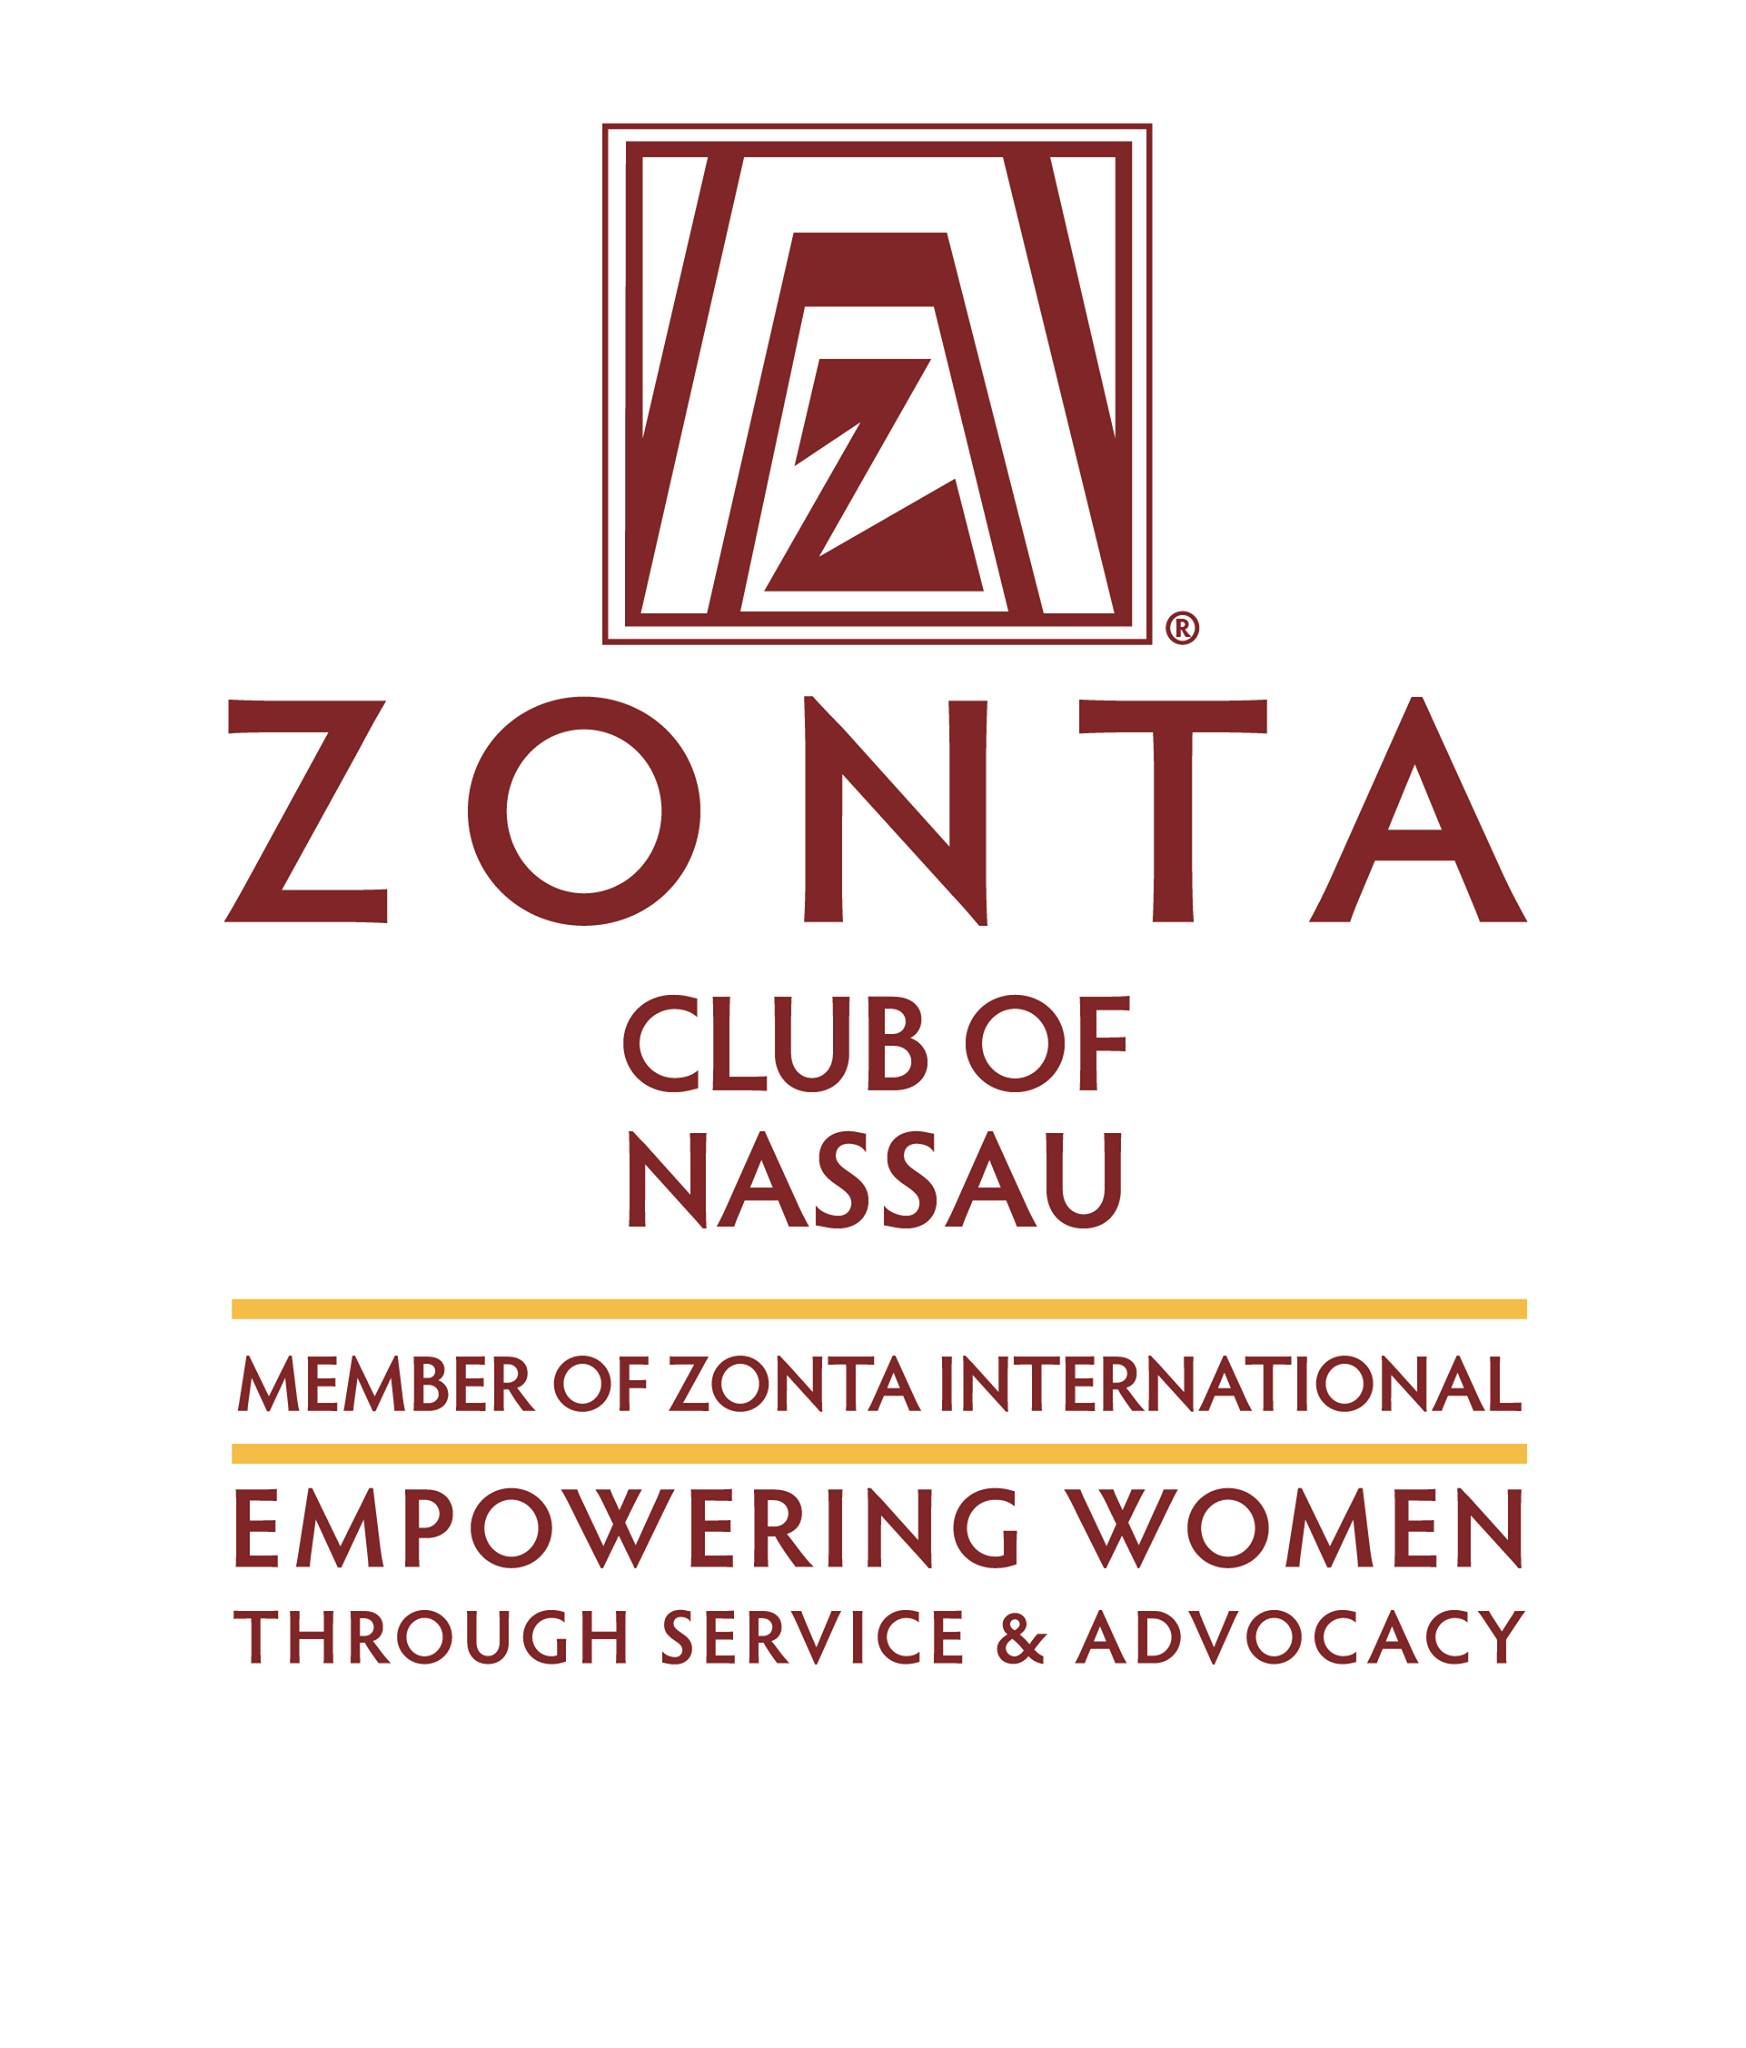 ®
ZONTA
CLUB OF
NASSAU
MEMBER OF ZONTA INTERNATIONAL
EMPOWERING WOMEN
THROUGH SERVICE & ADVOCACY